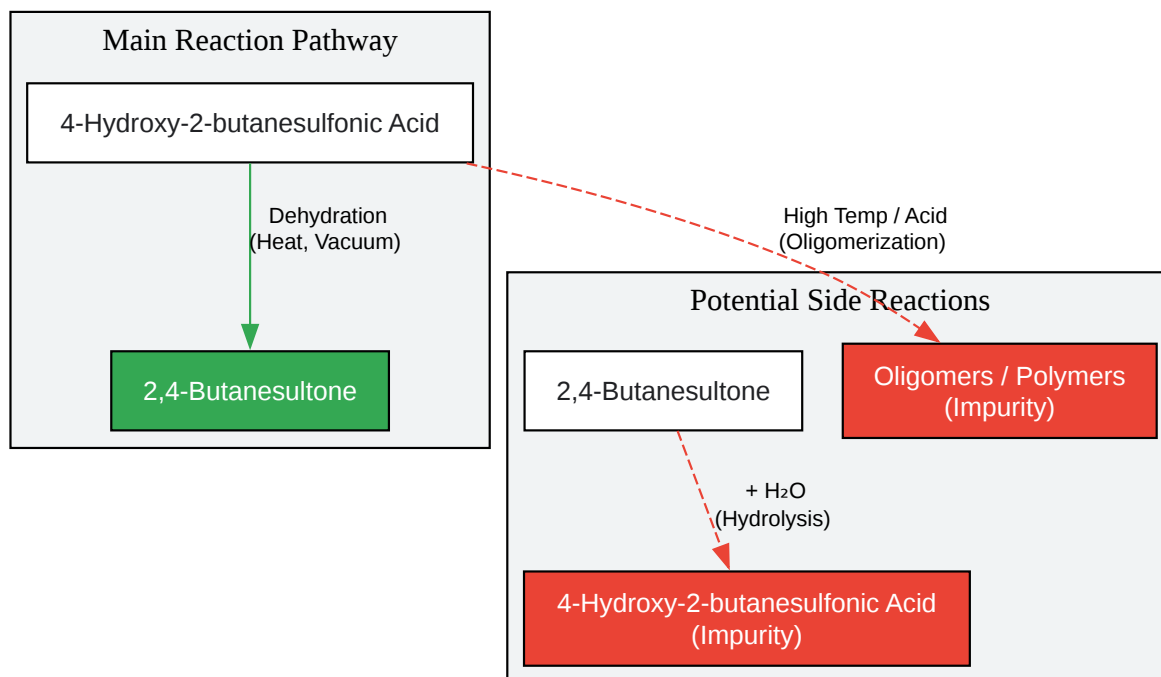 Main Reaction Pathway
4-Hydroxy-2-butanesulfonic Acid
Dehydration
(Heat, Vacuum)
2,4-Butanesultone
High Temp / Acid
(Oligomerization)
Potential Side Reactions
2,4-Butanesultone
Oligomers / Polymers
(Impurity)
+ H₂O
(Hydrolysis)
4-Hydroxy-2-butanesulfonic Acid
(Impurity)